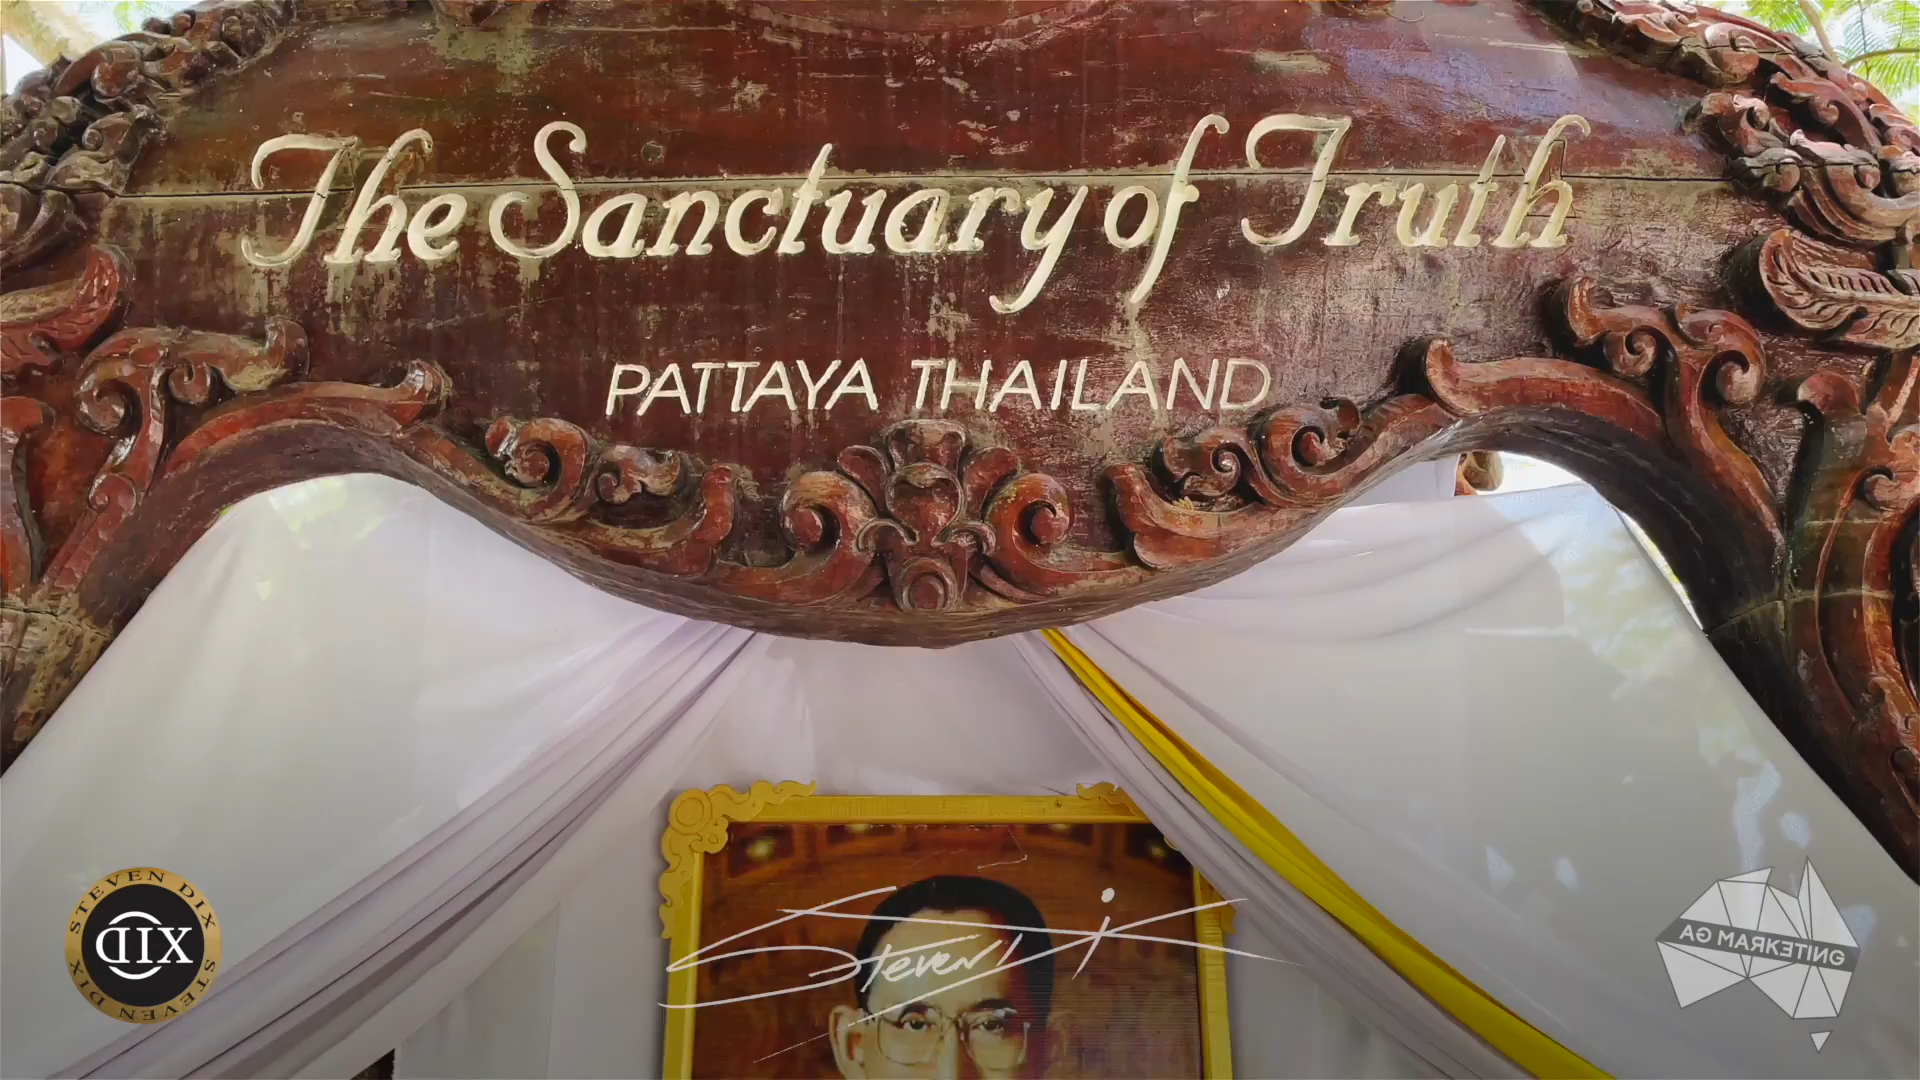 The Sanctuary of Truth
PATTAYA THAILAND
STEVEN DIX
DIX
STEVEN DIX
Steven Dix
AG MARKETING